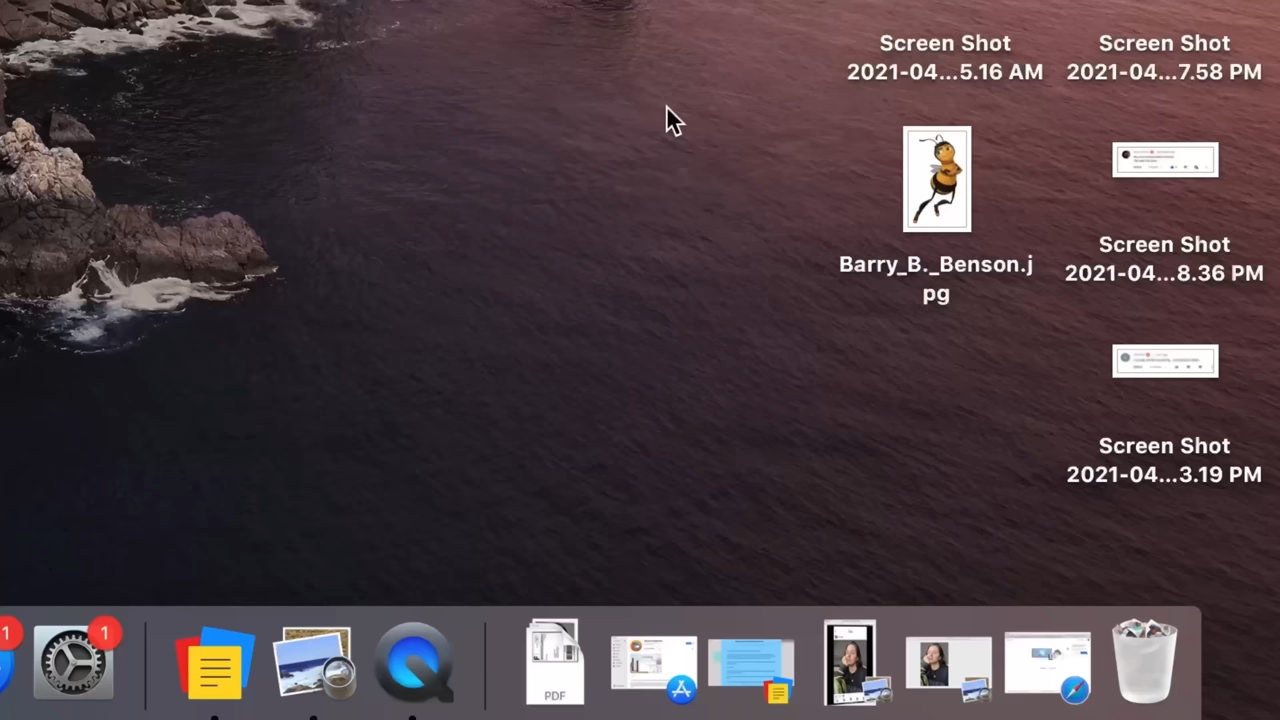 Screen Shot
2021-04...5.16 AM
Screen Shot
2021-04...7.58 PM
Barry_B._Benson.j
pg
Screen Shot
2021-04...8.36 PM
Screen Shot
2021-04...3.19 PM
1
1
PDF